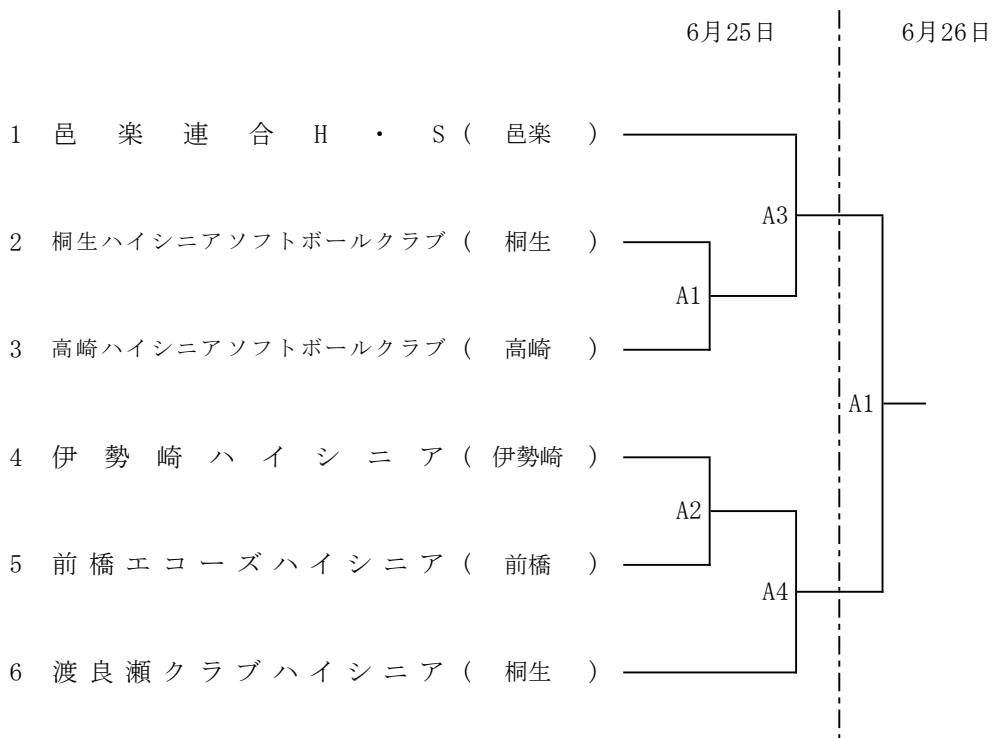 6月25日 6月26日
1 邑楽連合H・S ( 邑楽 )
A3
2 桐生ハイシニアソフトボールクラブ ( 桐生 )
A1
3 高崎ハイシニアソフトボールクラブ ( 高崎 )
A1
4 伊勢崎ハイシニア ( 伊勢崎 )
A2
5 前橋エコーズハイシニア ( 前橋 )
A4
6 渡良瀬クラブハイシニア ( 桐生 )